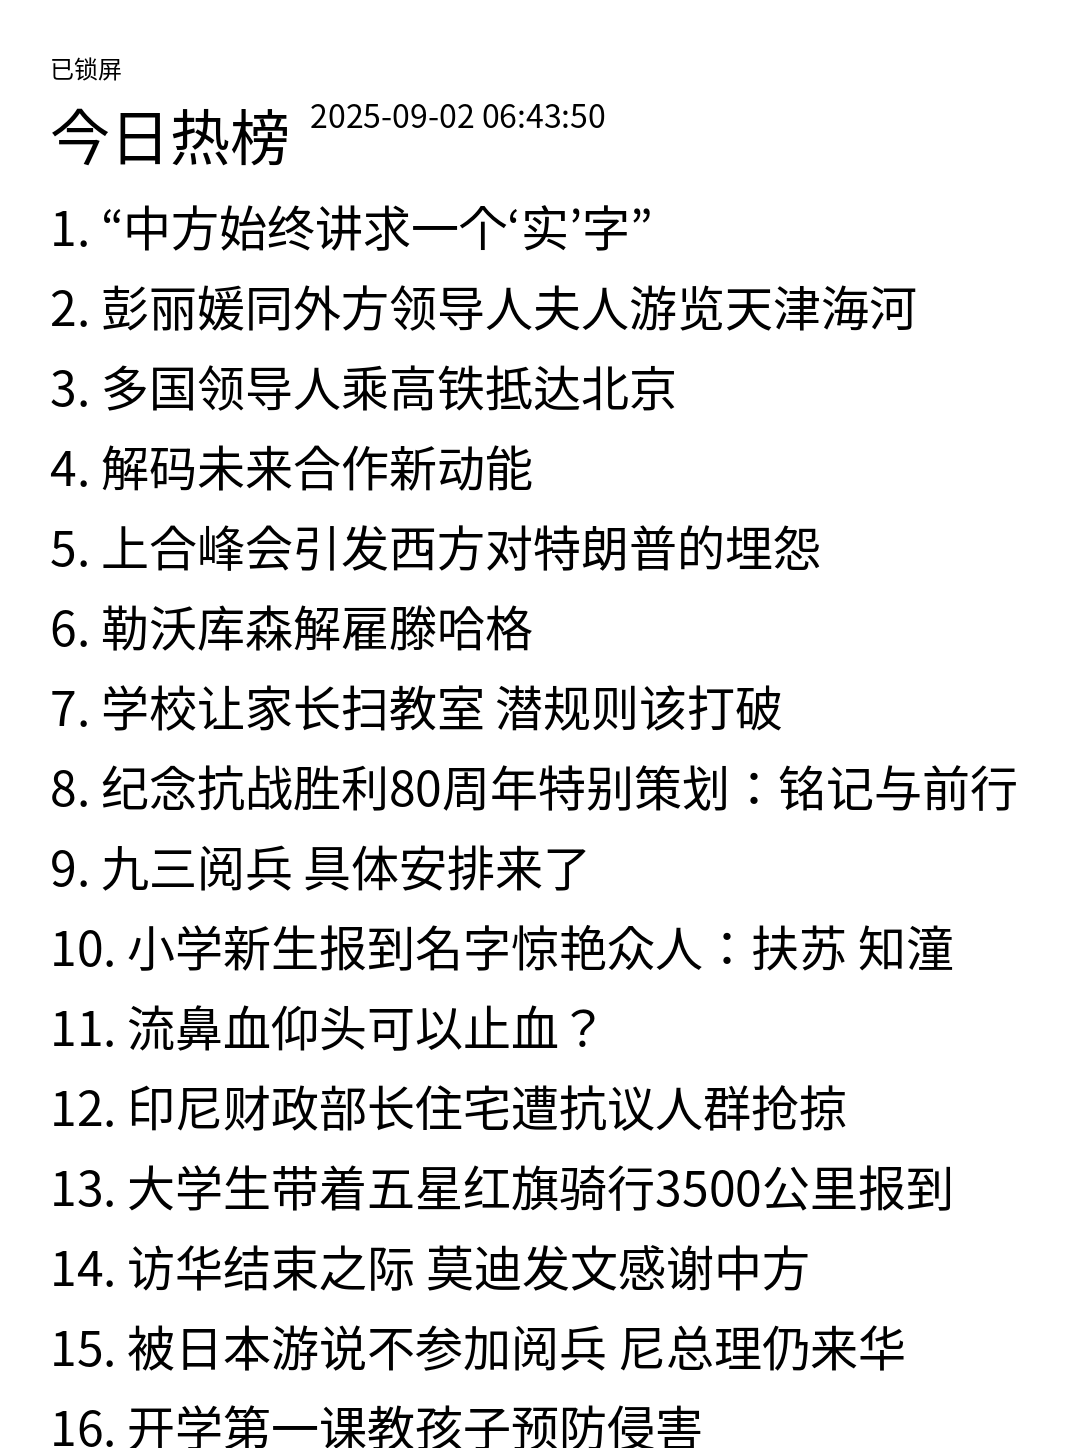 已锁屏
今日热榜 2025-09-02 06:43:50
1. “中方始终讲求一个‘实’字”
2. 彭丽媛同外方领导人夫人游览天津海河
3. 多国领导人乘高铁抵达北京
4. 解码未来合作新动能
5. 上合峰会引发西方对特朗普的埋怨
6. 勒沃库森解雇滕哈格
7. 学校让家长扫教室 潜规则该打破
8. 纪念抗战胜利80周年特别策划：铭记与前行
9. 九三阅兵 具体安排来了
10. 小学新生报到名字惊艳众人：扶苏 知潼
11. 流鼻血仰头可以止血？
12. 印尼财政部长住宅遭抗议人群抢掠
13. 大学生带着五星红旗骑行3500公里报到
14. 访华结束之际 莫迪发文感谢中方
15. 被日本游说不参加阅兵 尼总理仍来华
16. 开学第一课教孩子预防侵害